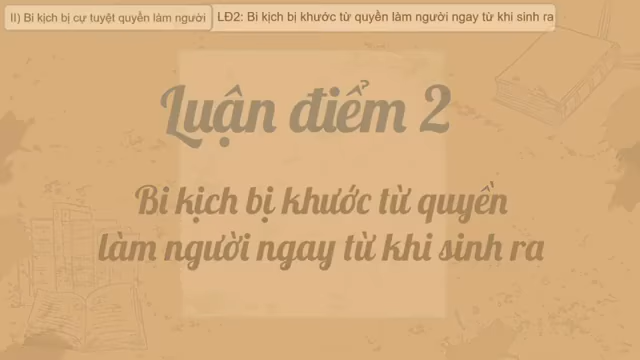 II) Bi kịch bị cự tuyệt quyền làm người
LĐ2: Bi kịch bị khước từ quyền làm người ngay từ khi sinh ra
Luận điểm 2
Bi kịch bị khước từ quyền
làm người ngay từ khi sinh ra